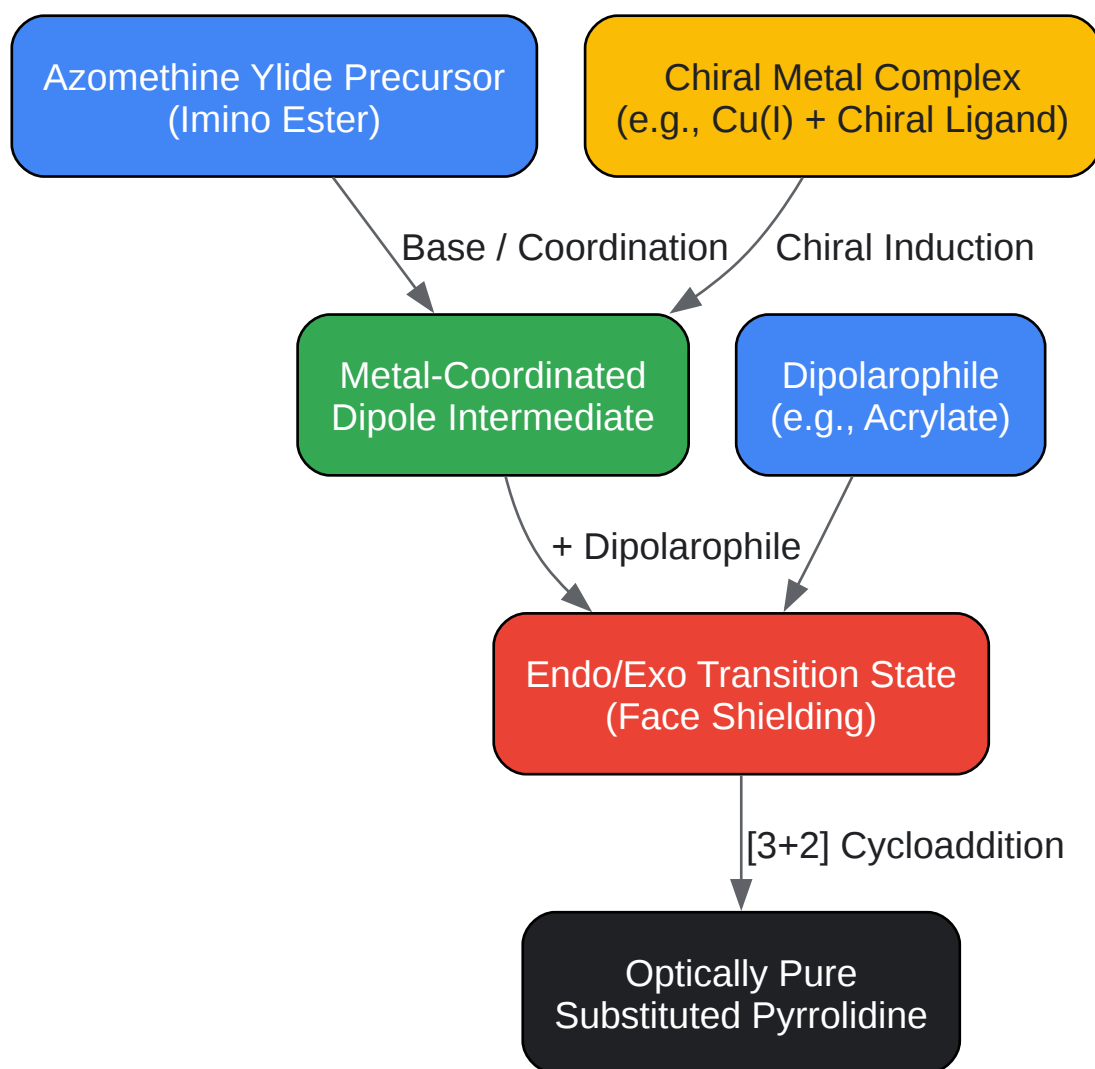 Azomethine Ylide Precursor
(Imino Ester)
Chiral Metal Complex
(e.g., Cu(I) + Chiral Ligand)
Base / Coordination
Chiral Induction
Metal-Coordinated
Dipole Intermediate
Dipolarophile
(e.g., Acrylate)
+ Dipolarophile
Endo/Exo Transition State
(Face Shielding)
[3+2] Cycloaddition
Optically Pure
Substituted Pyrrolidine